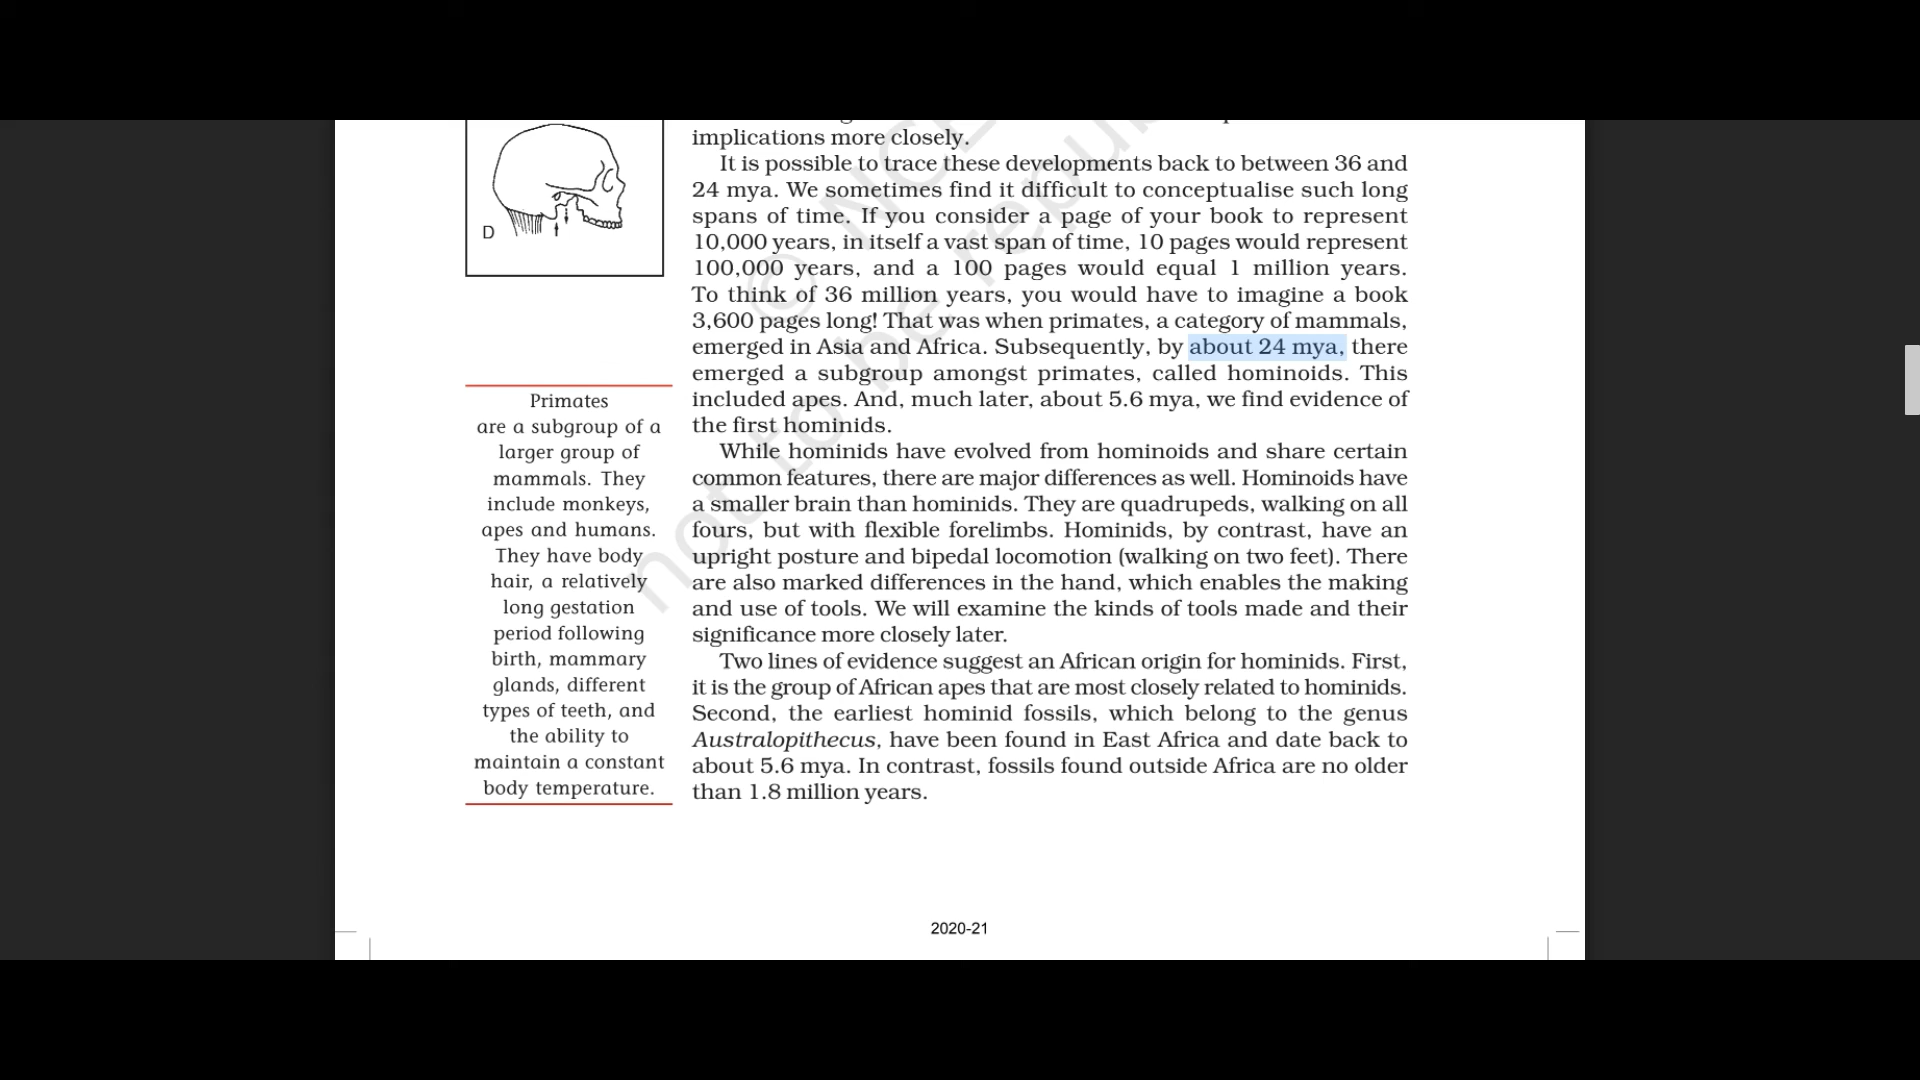 D
Primates
are a subgroup of a
larger group of
mammals. They
include monkeys,
apes and humans.
They have body
hair, a relatively
long gestation
period following
birth, mammary
glands, different
types of teeth, and
the ability to
maintain a constant
body temperature.
implications more closely.
It is possible to trace these developments back to between 36 and
24 mya. We sometimes find it difficult to conceptualise such long
spans of time. If you consider a page of your book to represent
10,000 years, in itself a vast span of time, 10 pages would represent
100,000 years, and a 100 pages would equal 1 million years.
To think of 36 million years, you would have to imagine a book
3,600 pages long! That was when primates, a category of mammals,
emerged in Asia and Africa. Subsequently, by about 24 mya, there
emerged a subgroup amongst primates, called hominoids. This
included apes. And, much later, about 5.6 mya, we find evidence of
the first hominids.
While hominids have evolved from hominoids and share certain
common features, there are major differences as well. Hominoids have
a smaller brain than hominids. They are quadrupeds, walking on all
fours, but with flexible forelimbs. Hominids, by contrast, have an
upright posture and bipedal locomotion (walking on two feet). There
are also marked differences in the hand, which enables the making
and use of tools. We will examine the kinds of tools made and their
significance more closely later.
Two lines of evidence suggest an African origin for hominids. First,
it is the group of African apes that are most closely related to hominids.
Second, the earliest hominid fossils, which belong to the genus
Australopithecus, have been found in East Africa and date back to
about 5.6 mya. In contrast, fossils found outside Africa are no older
than 1.8 million years.
© NCE
not to be repu
2020-21